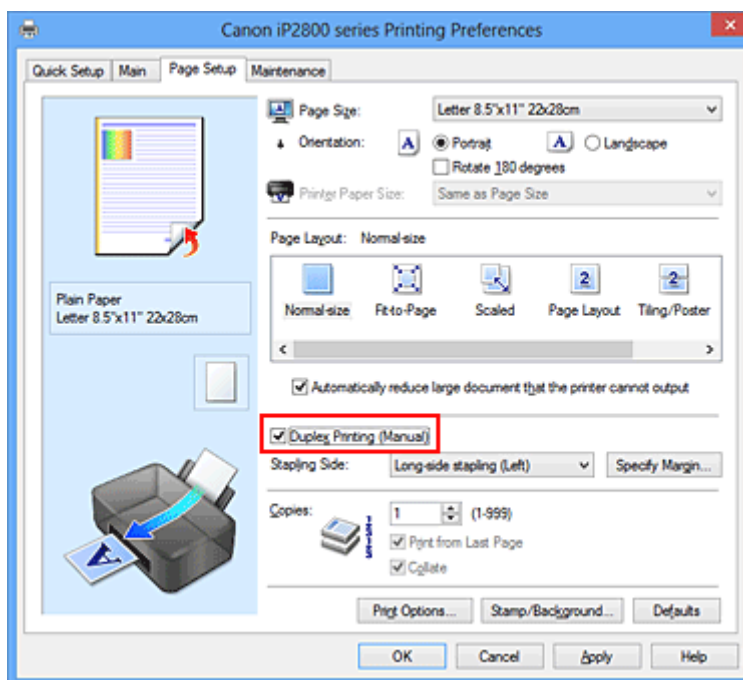 Canon iP2800 series Printing Preferences
Quick Setup Main Page Setup Maintenance
Page Size: Letter 8.5"x11" 22x28cm
Orientation: A Portrait A Landscape
Rotate 180 degrees
Printer Paper Size: Same as Page Size
Page Layout: Normal-size
2 2
Normal-size Fit-to-Page Scaled Page Layout Tiling/Poster
Plain Paper
Letter 8.5"x11" 22x28cm
Automatically reduce large document that the printer cannot output
Duplex Printing (Manual)
Stapling Side: Long-side stapling (Left) Specify Margin...
Copies: 1 (1-999)
Print from Last Page
Collate
A
Print Options... Stamp/Background... Defaults
OK Cancel Apply Help